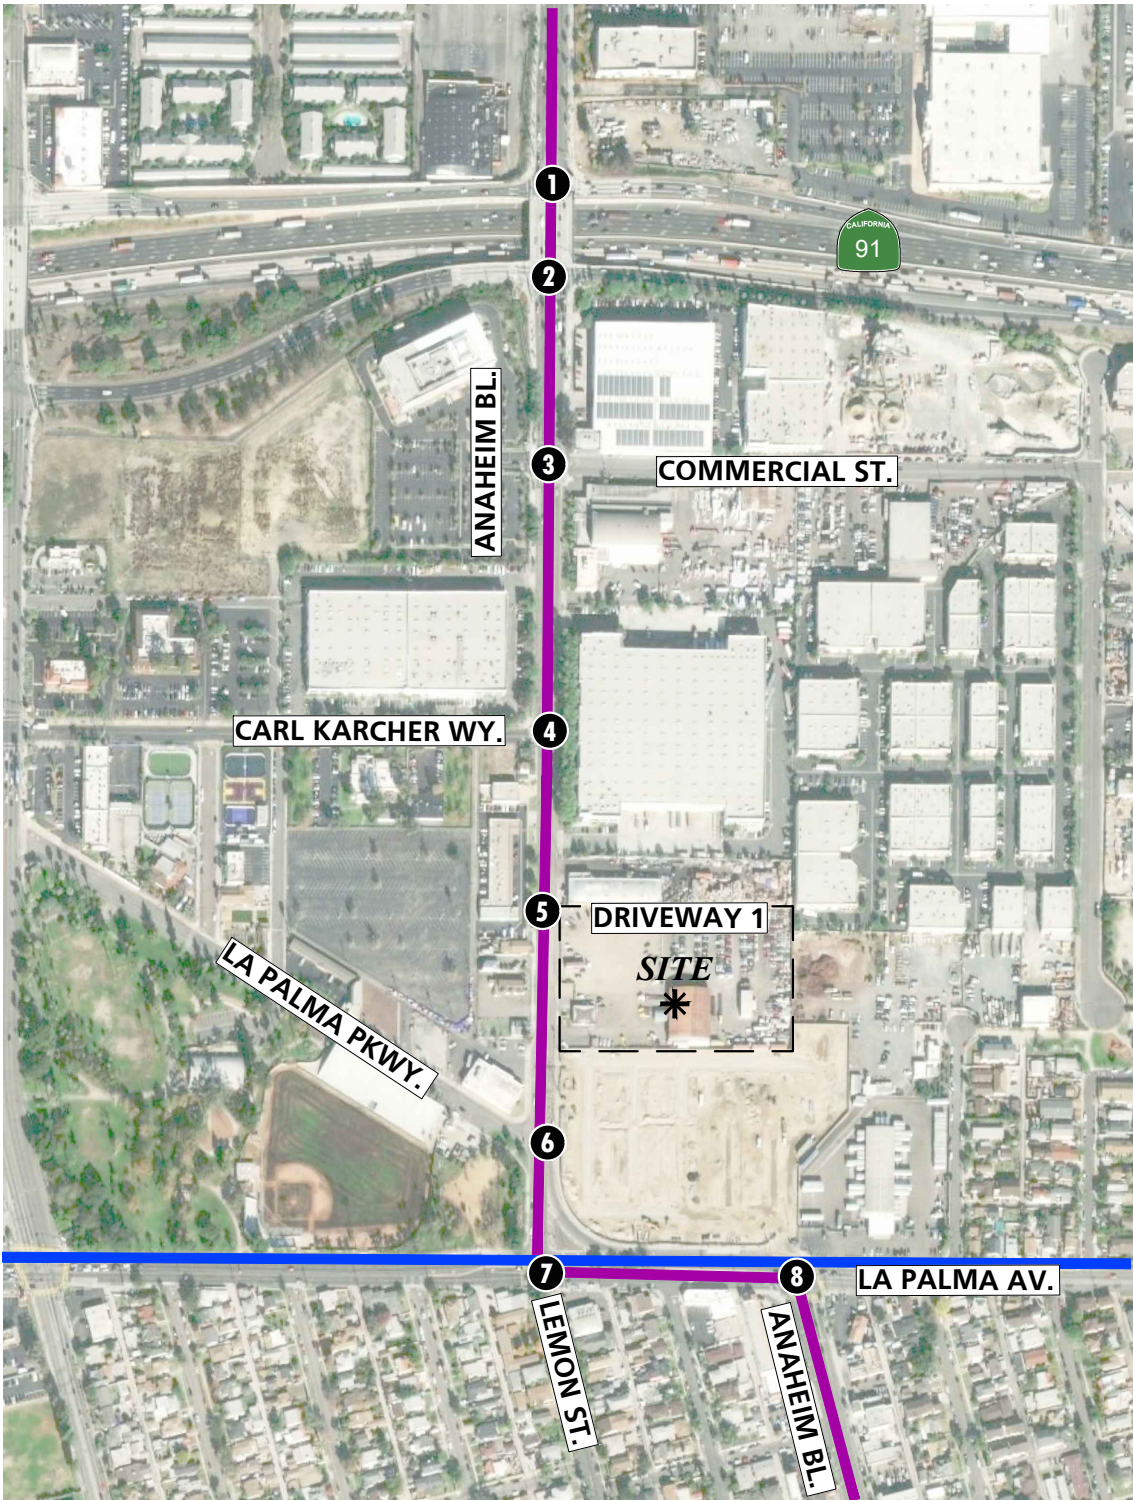 1
CALIFORNIA
91
2
ANAHEIM BL.
3
COMMERCIAL ST.
CARL KARCHER WY.
4
5
DRIVEWAY 1
SITE
LA PALMA PKWY.
6
7
8
LA PALMA AV.
LEMON ST.
ANAHEIM BL.